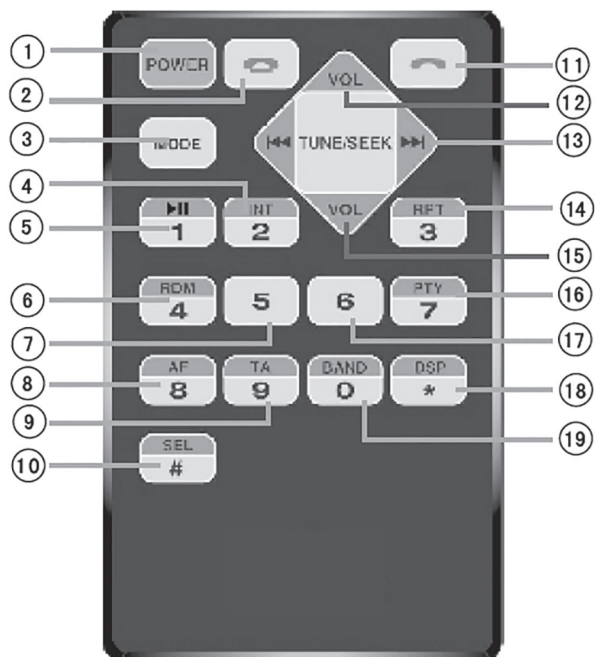 ① POWER ⑪
② VOL ⑫
③ MODE ⏮ TUNE/SEEK ⏭ ⑬
④ ⏯ INT VOL RPT ⑭
⑤ 1 2 3 ⑮
⑥ RDM PTY ⑯
4 5 6 7
⑦ ⑰
⑧ AF TA BAND DSP ⑱
8 9 0 *
⑨ ⑲
SEL
⑩ #